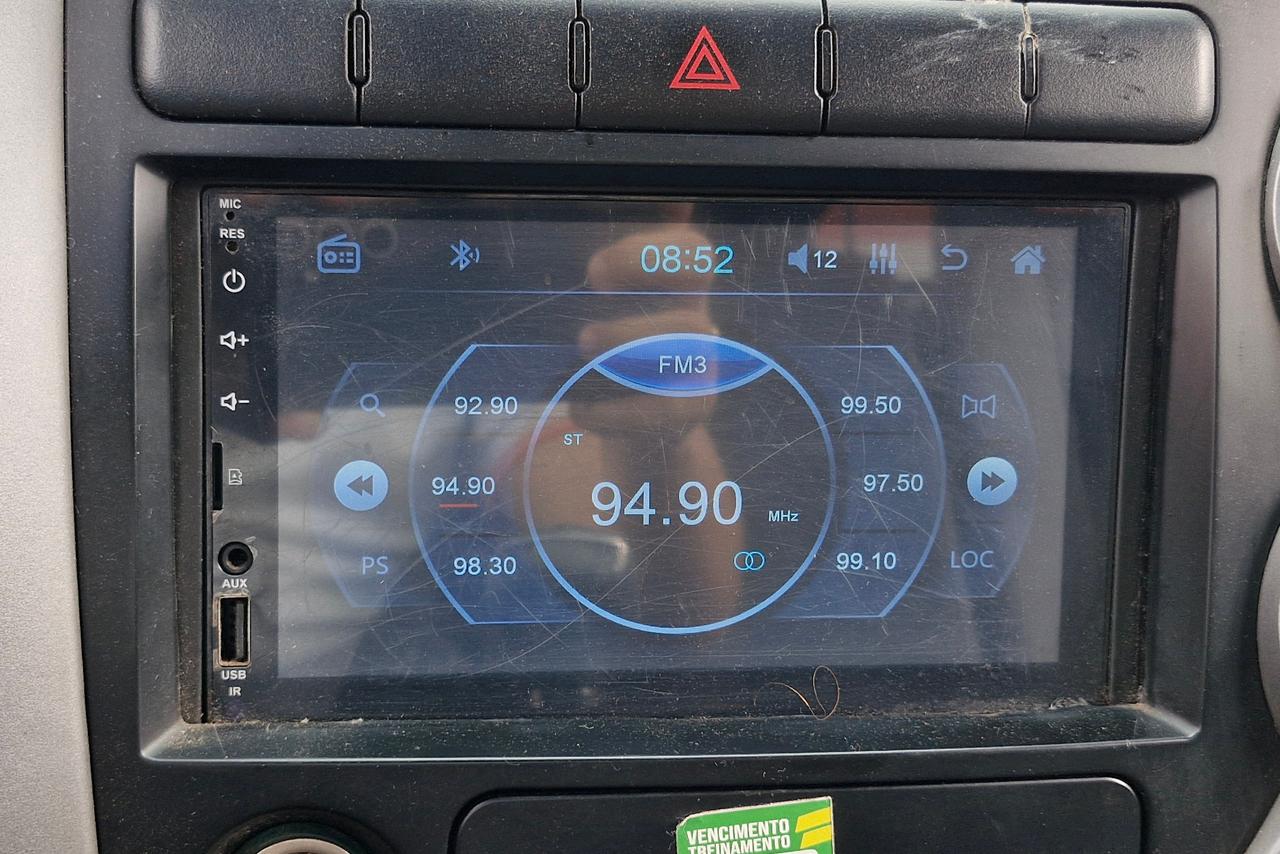 MIC
RES
08:52
12
FM3
92.90
99.50
ST
94.90
94.90
MHz
97.50
PS
98.30
99.10
LOC
AUX
USB
IR
VENCIMENTO
TREINAMENTO